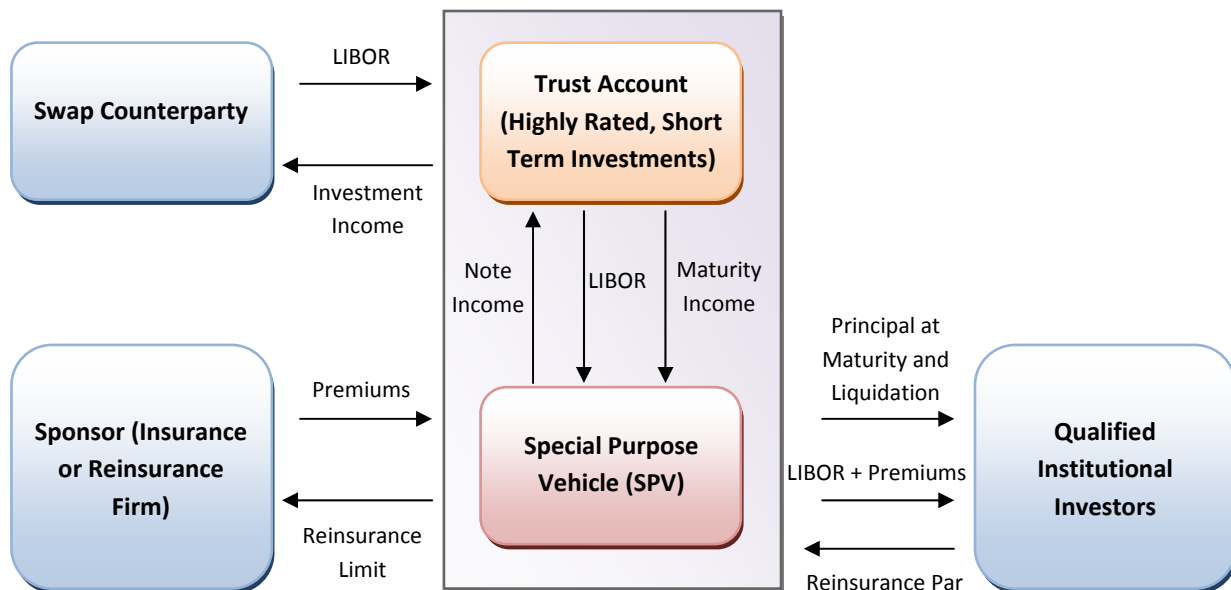 LIBOR
Swap Counterparty
Investment
Income
Trust Account
(Highly Rated, Short
Term Investments)
Note
Income
LIBOR
Maturity
Income
Sponsor (Insurance
or Reinsurance
Firm)
Premiums
Reinsurance
Limit
Special Purpose
Vehicle (SPV)
Principal at
Maturity and
Liquidation
LIBOR + Premiums
Reinsurance Par
Qualified
Institutional
Investors